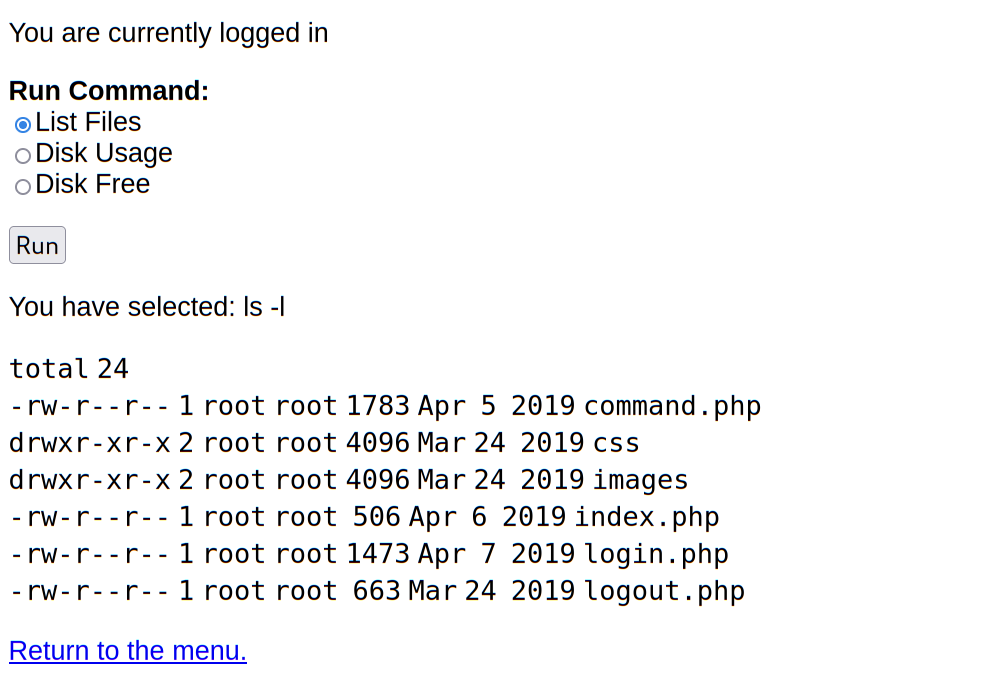 You are currently logged in
Run Command:
List Files
Disk Usage
Disk Free
Run
You have selected: ls -l
total 24
-rw-r--r-- 1 root root 1783 Apr  5  2019 command.php
drwxr-xr-x 2 root root 4096 Mar 24  2019 css
drwxr-xr-x 2 root root 4096 Mar 24  2019 images
-rw-r--r-- 1 root root  506 Apr  6  2019 index.php
-rw-r--r-- 1 root root 1473 Apr  7  2019 login.php
-rw-r--r-- 1 root root  663 Mar 24  2019 logout.php
Return to the menu.